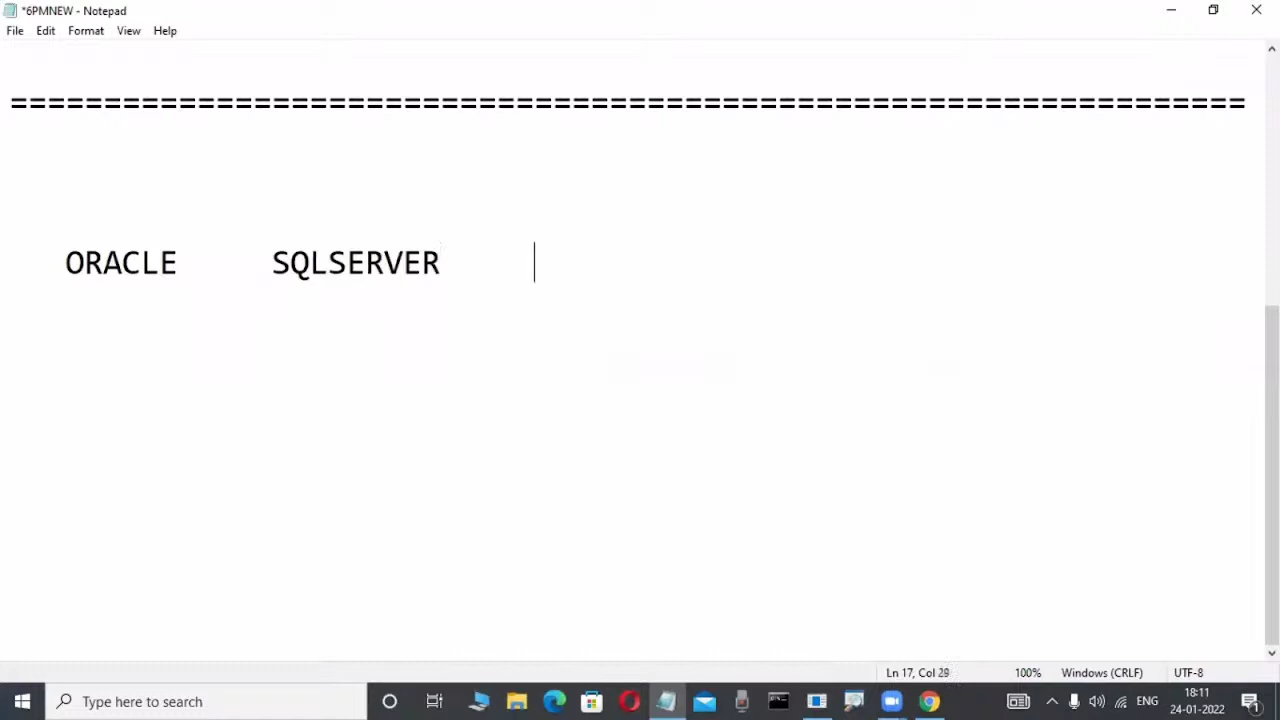 *6PMNEW - Notepad
File Edit Format View Help
==================================================================
ORACLE SQLSERVER
Ln 17, Col 29 100% Windows (CRLF) UTF-8
Type here to search
ENG
18:11
24-01-2022
1